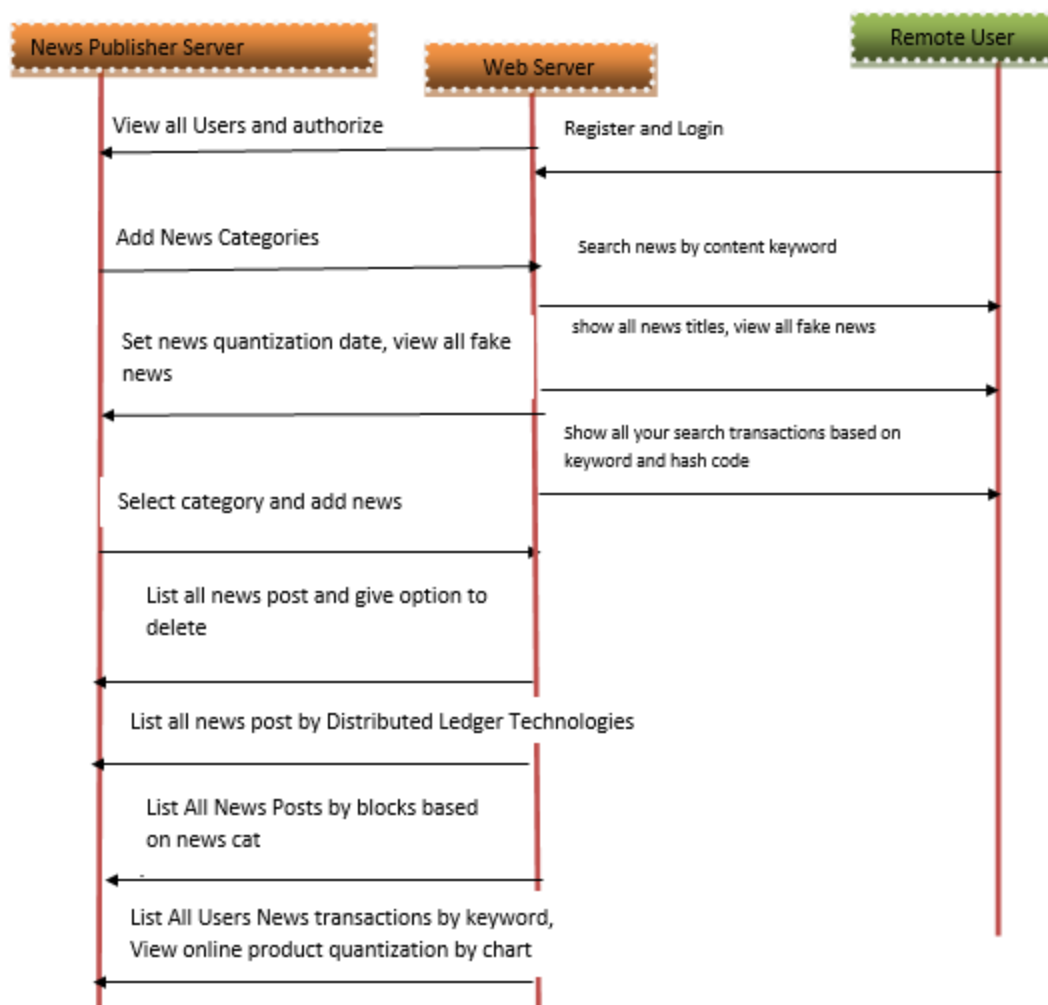 News Publisher Server
Web Server
Remote User
View all Users and authorize
Register and Login
Add News Categories
Search news by content keyword
show all news titles, view all fake news
Set news quantization date, view all fake
news
Show all your search transactions based on
keyword and hash code
Select category and add news
List all news post and give option to
delete
List all news post by Distributed Ledger Technologies
List All News Posts by blocks based
on news cat
List All Users News transactions by keyword,
View online product quantization by chart